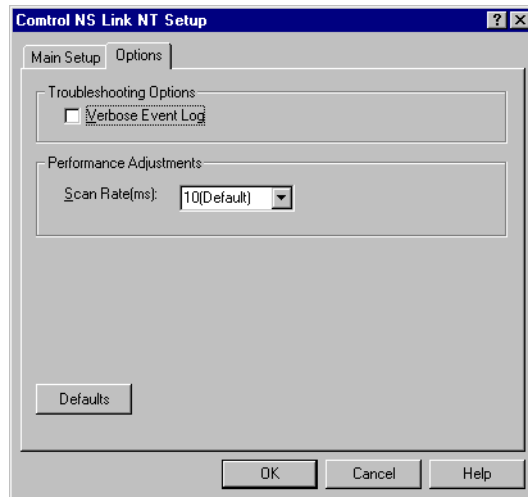 Comtrol NS Link NT Setup
Main Setup Options
Troubleshooting Options
Verbose Event Log
Performance Adjustments
Scan Rate(ms): 10(Default)
Defaults
OK Cancel Help